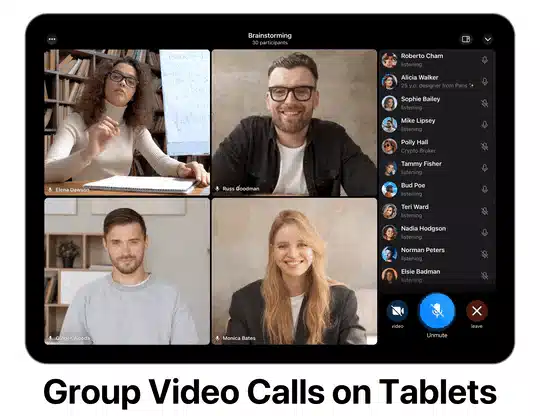 Brainstorming
30 participants
Elena Dawson
Russ Goodman
Monica Bates
Roberto Cham
listening
Alicia Walker
25 y.o. designer from Paris
Sophie Bailey
listening
Mike Lipsey
listening
Polly Hall
Crypto Bruker
Tammy Fisher
listening
Bud Poe
listening
Teri Ward
listening
Nadia Hodgson
listening
Norman Peters
listening
Elsie Badman
listening
video
Unmute
leave
Group Video Calls on Tablets